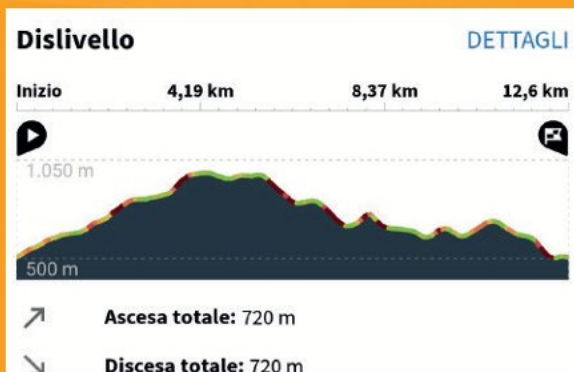 Dislivello DETTAGLI
Inizio 4,19 km 8,37 km 12,6 km
1.050 m
500 m
Ascesa totale: 720 m
Discesa totale: 720 m